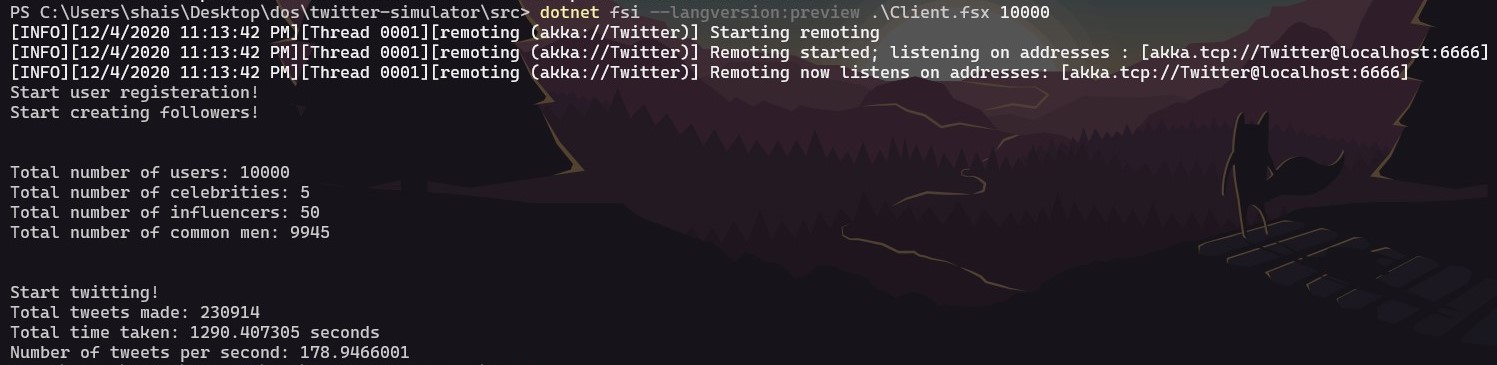 PS C:\Users\shais\Desktop\dos\twitter-simulator\src> dotnet fsi --langversion:preview .\Client.fsx 10000
[INFO][12/4/2020 11:13:42 PM][Thread 0001][remoting (akka://Twitter)] Starting remoting
[INFO][12/4/2020 11:13:42 PM][Thread 0001][remoting (akka://Twitter)] Remoting started; listening on addresses : [akka.tcp://Twitter@localhost:6666]
[INFO][12/4/2020 11:13:42 PM][Thread 0001][remoting (akka://Twitter)] Remoting now listens on addresses: [akka.tcp://Twitter@localhost:6666]
Start user registeration!
Start creating followers!
Total number of users: 10000
Total number of celebrities: 5
Total number of influencers: 50
Total number of common men: 9945
Start twitting!
Total tweets made: 230914
Total time taken: 1290.407305 seconds
Number of tweets per second: 178.9466001